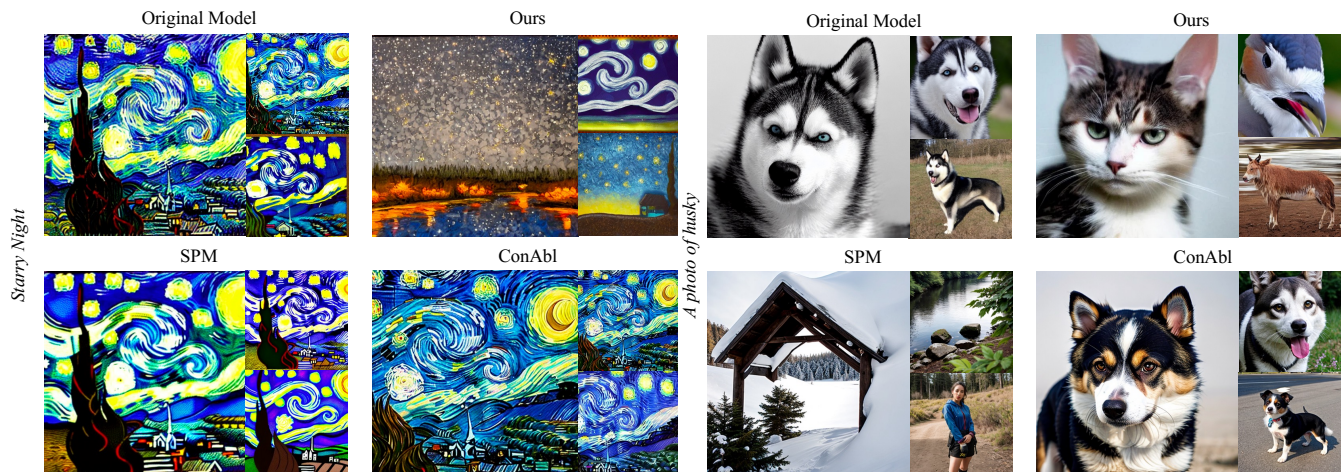 Original Model
Ours
Starry Night
SPM
ConAbl
Original Model
Ours
A photo of husky
SPM
ConAbl